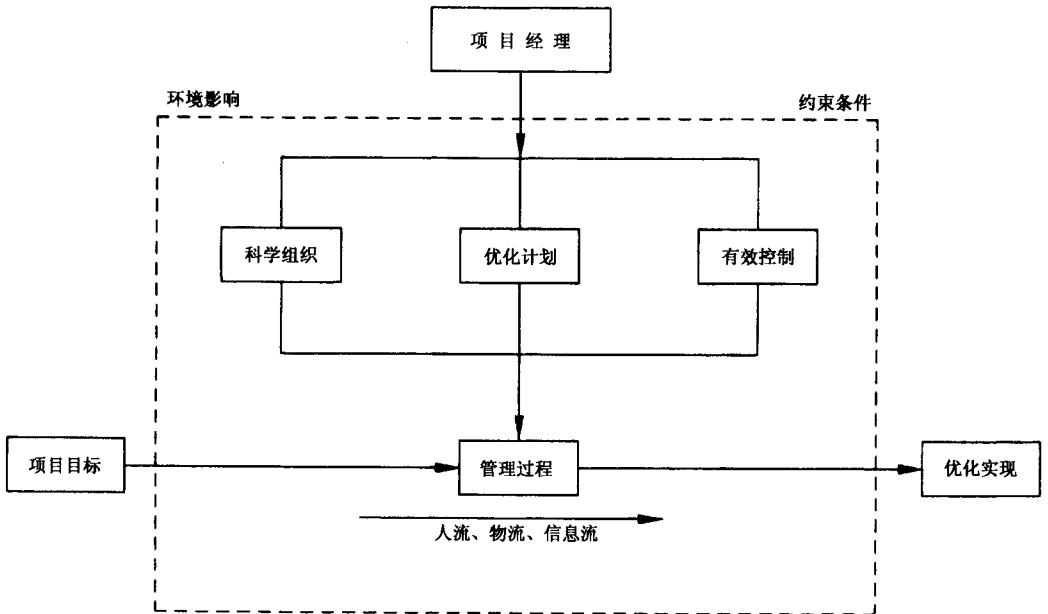 项目经理
环境影响
约束条件
科学组织
优化计划
有效控制
项目目标
管理过程
优化实现
人流、物流、信息流